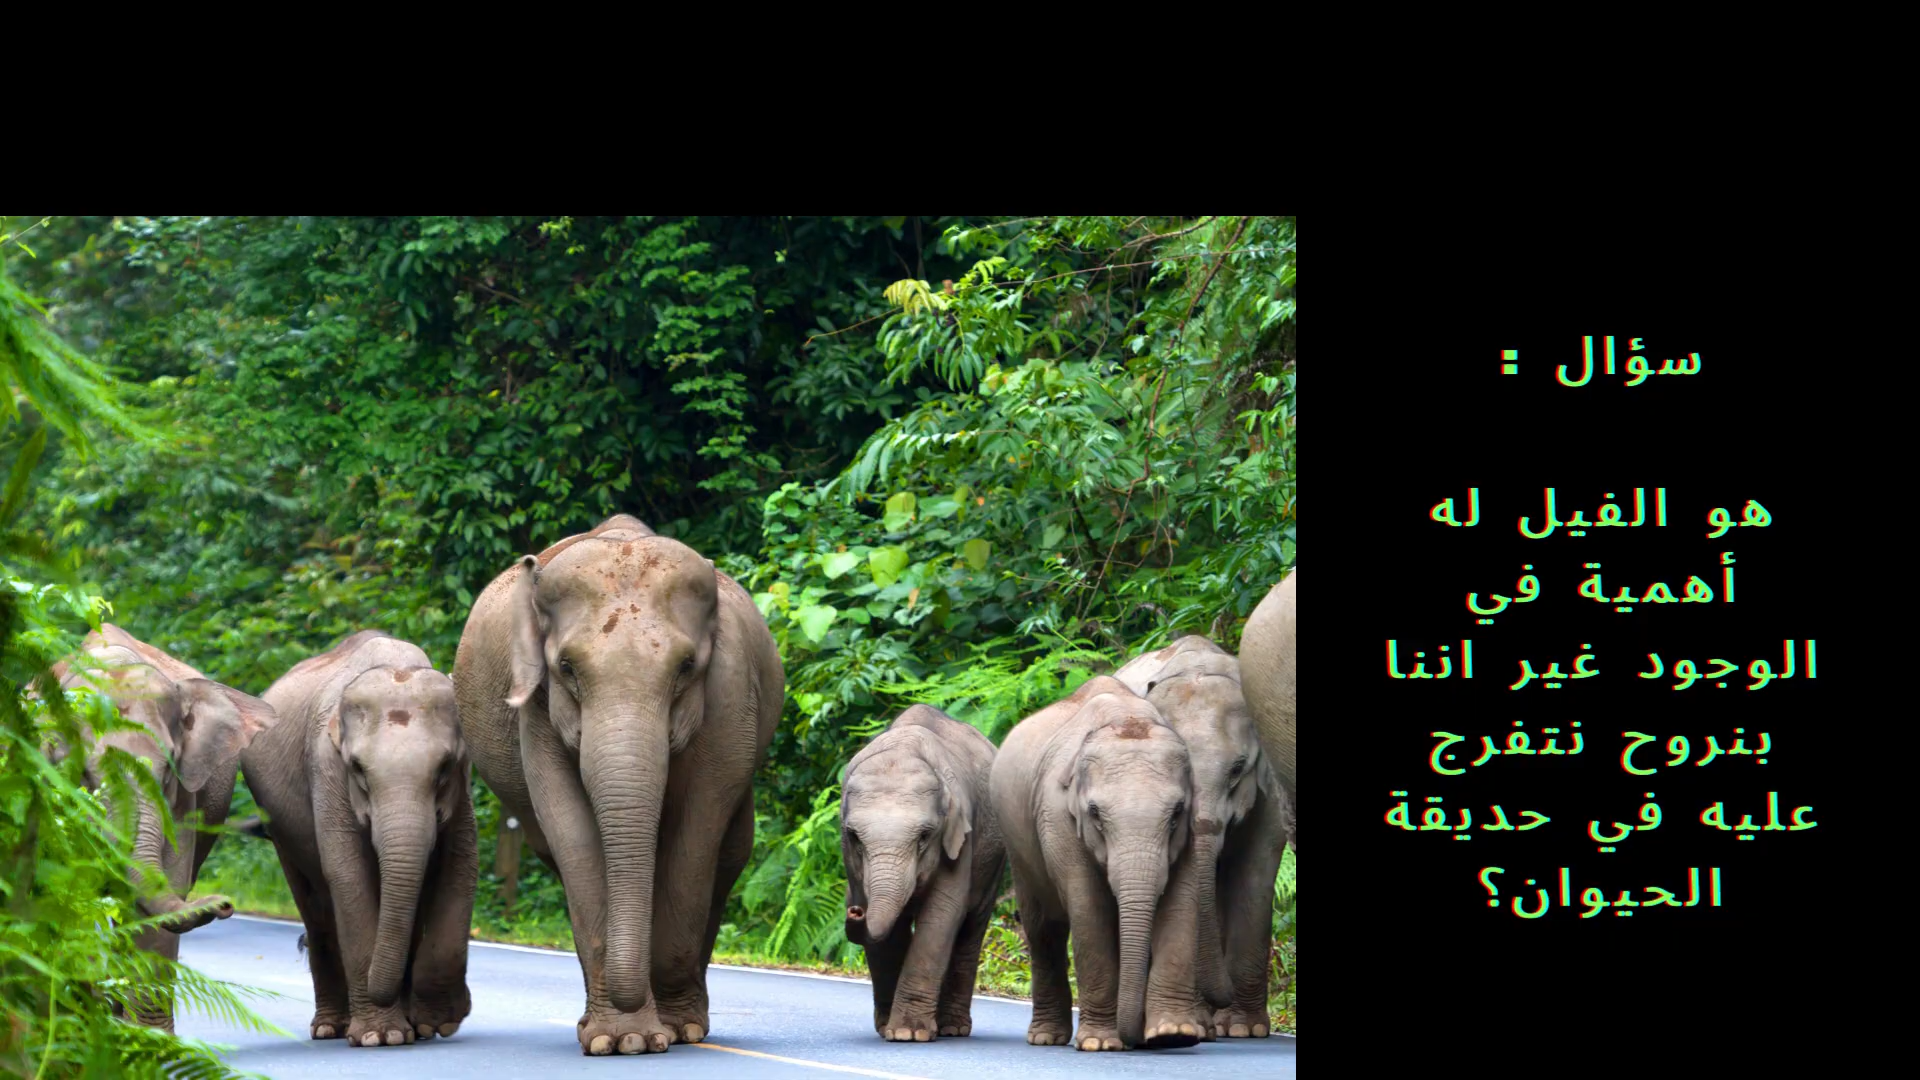 سؤال :
هو الفيل له
أهمية في
الوجود غير اننا
بنروح نتفرج
عليه في حديقة
الحيوان؟